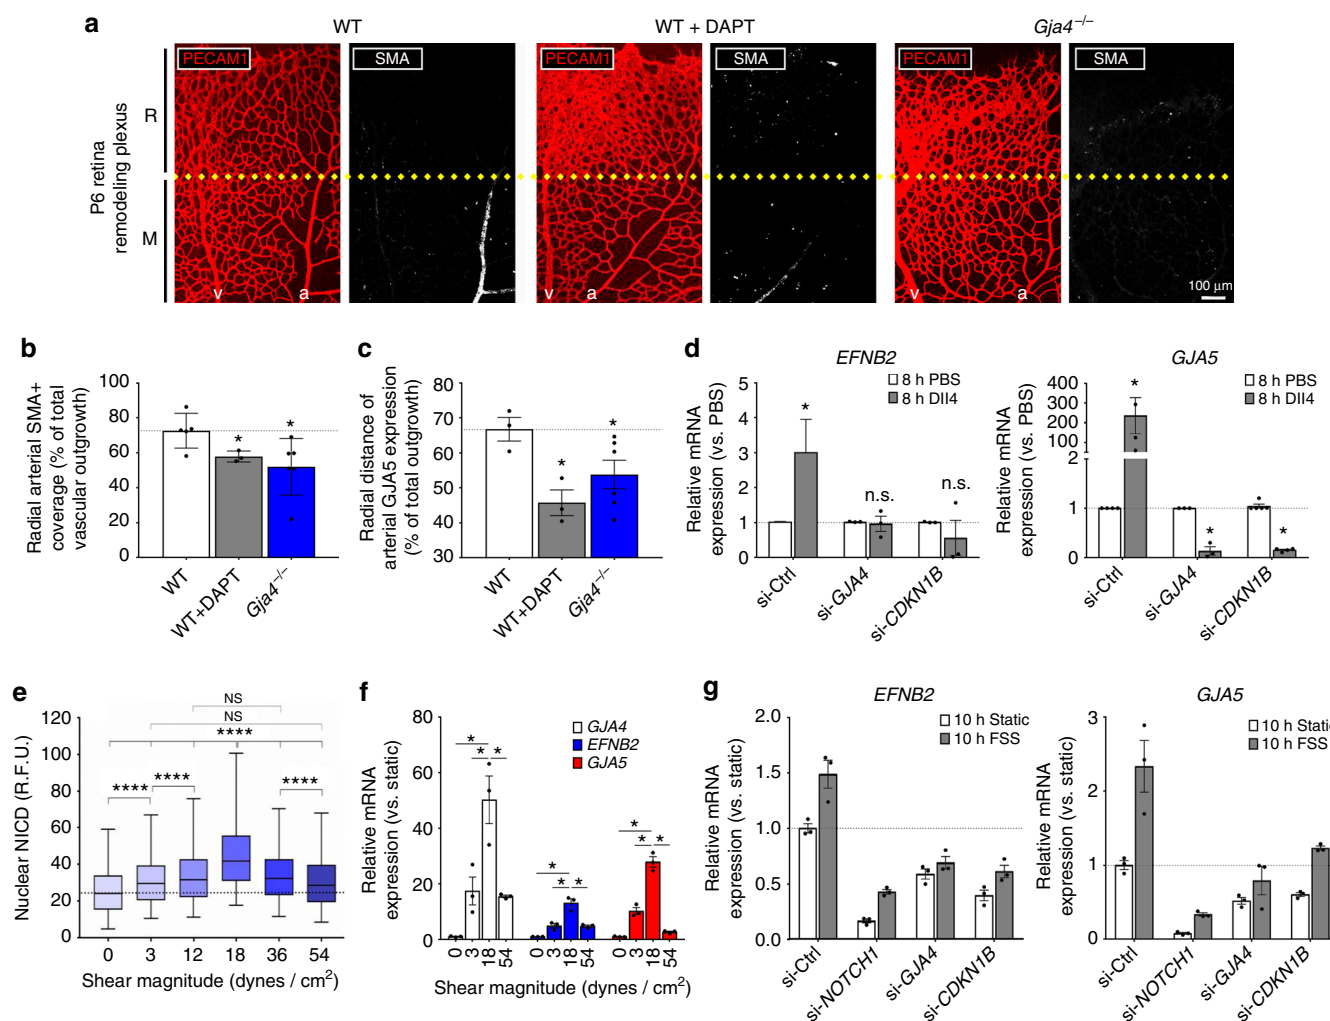 a
WT
WT + DAPT
Gja4⁻/⁻
PECAM1
SMA
PECAM1
SMA
PECAM1
SMA
P6 retina
remodeling plexus
R
M
v
a
v
a
v
a
100 μm
b
Radial arterial SMA+
coverage (% of total
vascular outgrowth)
100
80
60
40
20
0
*
*
WT
WT+DAPT
Gja4⁻/⁻
c
Radial distance of
arterial GJA5 expression
(% of total outgrowth)
80
70
60
50
40
30
*
*
WT
WT+DAPT
Gja4⁻/⁻
d
EFNB2
8 h PBS
8 h Dll4
Relative mRNA
expression (vs. PBS)
5
4
3
2
1
0
*
n.s.
n.s.
si-Ctrl
si-GJA4
si-CDKN1B
GJA5
8 h PBS
8 h Dll4
Relative mRNA
expression (vs. PBS)
400
300
200
100
2
1
0
*
*
*
si-Ctrl
si-GJA4
si-CDKN1B
e
Nuclear NICD (R.F.U.)
120
100
80
60
40
20
0
NS
NS
****
****
****
****
0 3 12 18 36 54
Shear magnitude (dynes / cm²)
f
Relative mRNA
expression (vs. static)
80
60
40
20
0
GJA4
EFNB2
GJA5
*
* *
*
* *
*
* *
0 3 18 54 0 3 18 54 0 3 18 54
Shear magnitude (dynes / cm²)
g
EFNB2
10 h Static
10 h FSS
Relative mRNA
expression (vs. static)
2.0
1.5
1.0
0.5
0.0
si-Ctrl
si-NOTCH1
si-GJA4
si-CDKN1B
GJA5
10 h Stati
10 h FSS
Relative mRNA
expression (vs. static)
3
2
1
0
si-Ctrl
si-NOTCH1
si-GJA4
si-CDKN1B